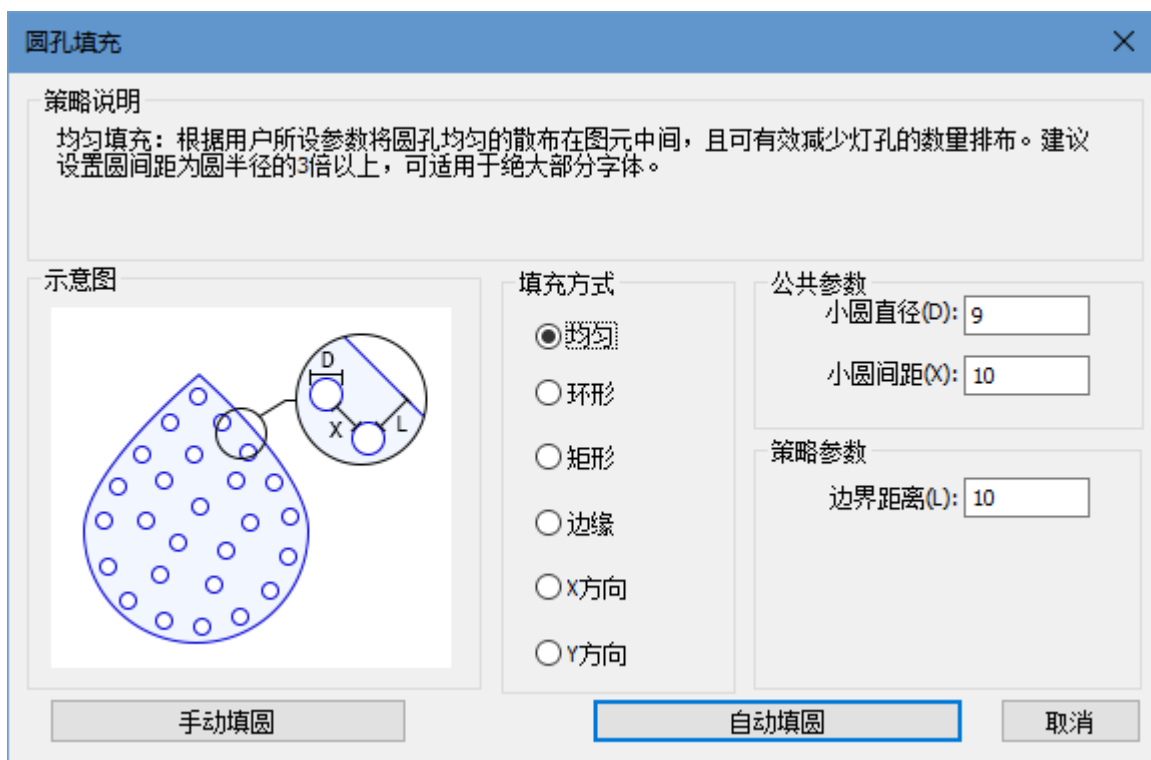 圆孔填充
策略说明
均匀填充：根据用户所设参数将圆孔均匀的散布在图元中间，且可有效减少灯孔的数量排布。建议
设置圆间距为圆半径的3倍以上，可适用于绝大部分字体。
示意图
D
X
L
填充方式
均匀
环形
矩形
边缘
X方向
Y方向
公共参数
小圆直径(D): 9
小圆间距(X): 10
策略参数
边界距离(L): 10
手动填圆
自动填圆
取消